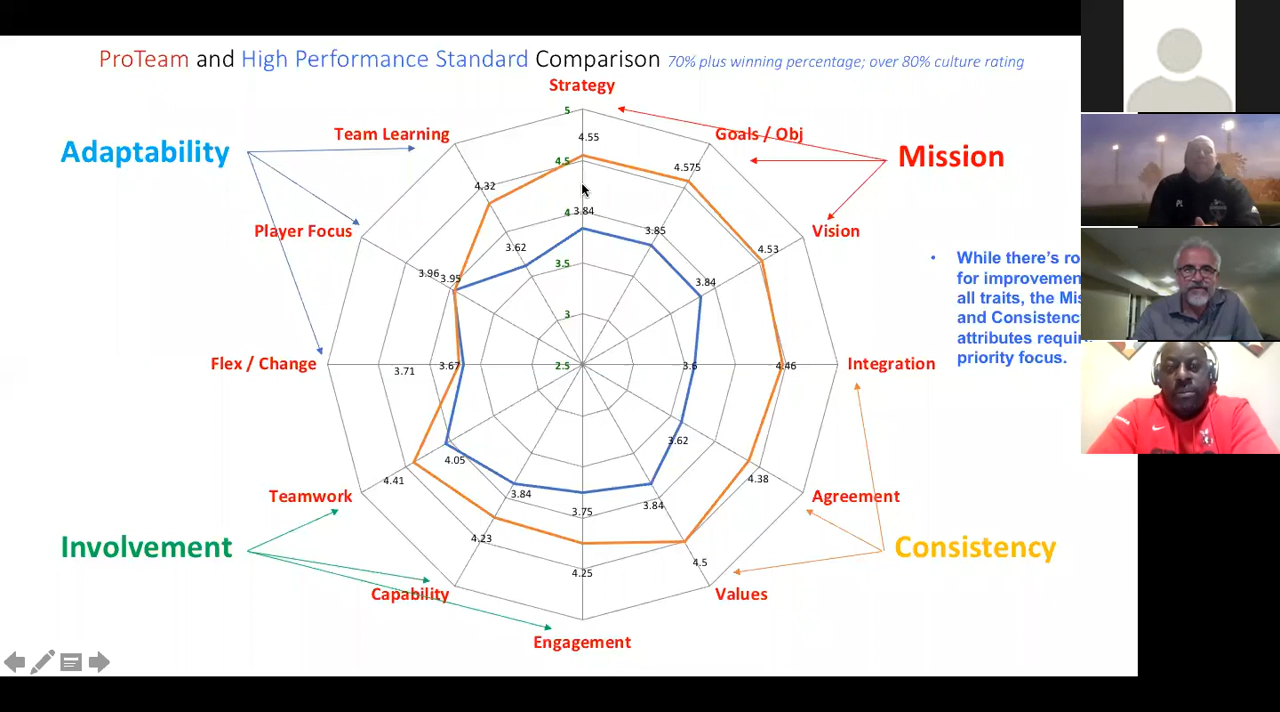 ProTeam and High Performance Standard Comparison 70% plus winning percentage; over 80% culture rating
Strategy
5
Team Learning
Goals / Obj
4.55
Adaptability
Mission
4.5
4.575
4.32
4
3.84
Player Focus
3.85
Vision
3.62
4.53
While there's
3.5
3.96
3.95
for
3.84
all traits, the
3
and
attributes
Flex / Change
3.71
3.67
2.5
3.6
4.46
Integration
priority focus.
3.62
4.05
4.41
4.38
Teamwork
3.84
3.75
3.84
Agreement
4.23
Involvement
Consistency
4.5
4.25
Capability
Values
Engagement
PL